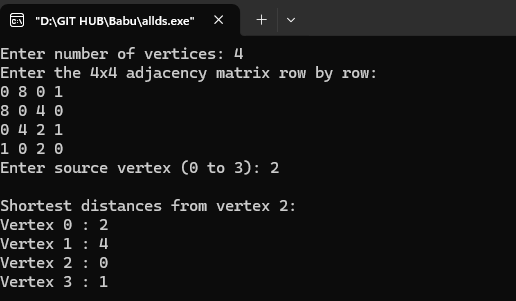 "D:\GIT HUB\Babu\allds.exe"
Enter number of vertices: 4
Enter the 4x4 adjacency matrix row by row:
0 8 0 1
8 0 4 0
0 4 2 1
1 0 2 0
Enter source vertex (0 to 3): 2
Shortest distances from vertex 2:
Vertex 0 : 2
Vertex 1 : 4
Vertex 2 : 0
Vertex 3 : 1